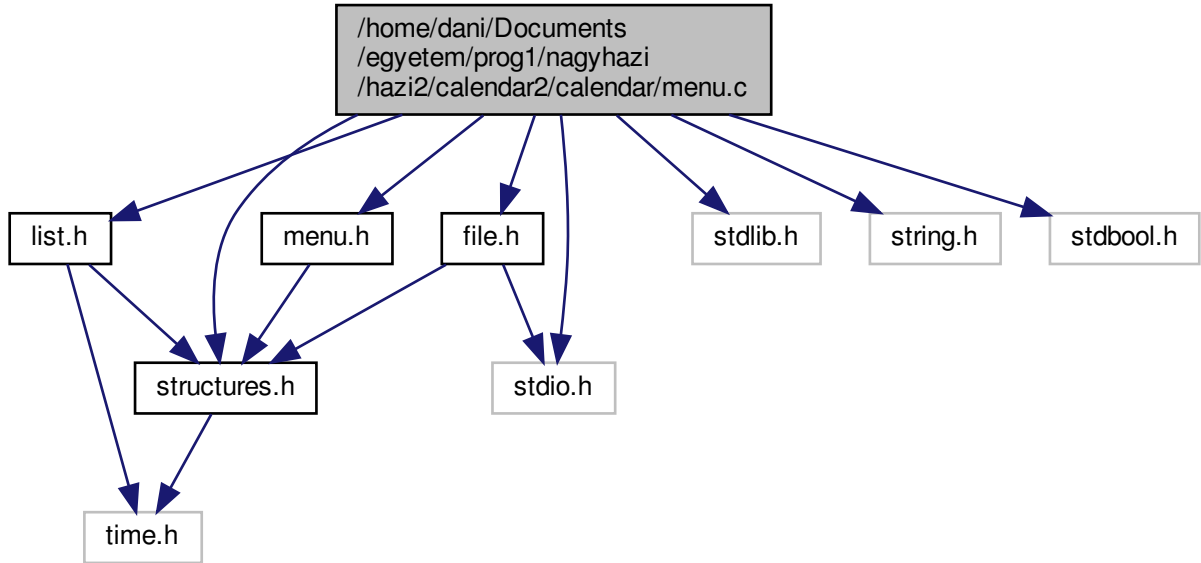 /home/dani/Documents
/egyetem/prog1/nagyhazi
/hazi2/calendar2/calendar/menu.c
list.h
menu.h
file.h
stdlib.h
string.h
stdbool.h
structures.h
stdio.h
time.h